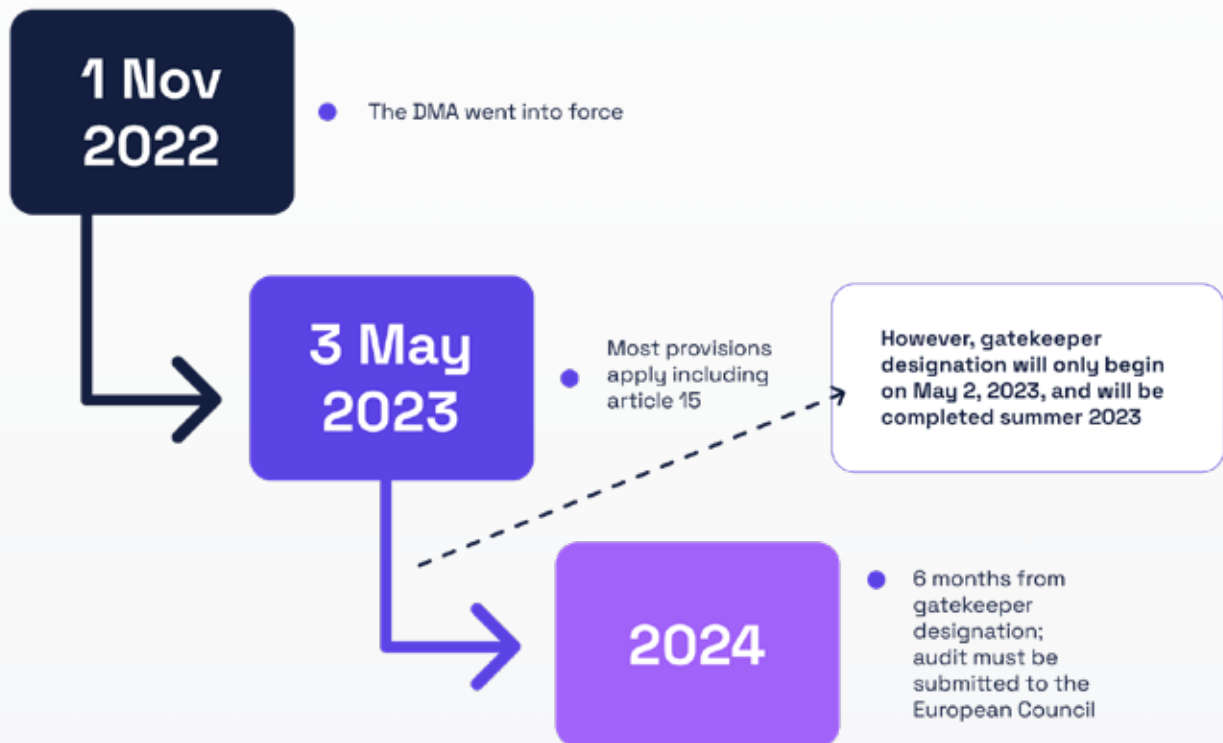 1 Nov
2022
The DMA went into force
3 May
2023
Most provisions
apply including
article 15
However, gatekeeper
designation will only begin
on May 2, 2023, and will be
completed summer 2023
2024
6 months from
gatekeeper
designation;
audit must be
submitted to the
European Council